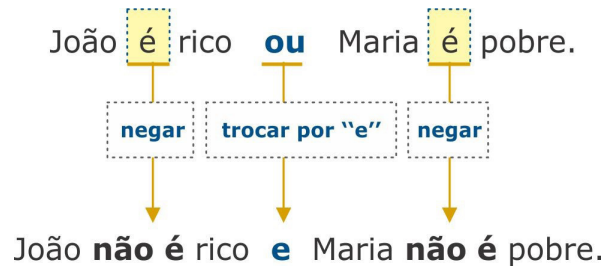 João é rico ou Maria é pobre.
negar trocar por ‘‘e’’ negar
João não é rico e Maria não é pobre.